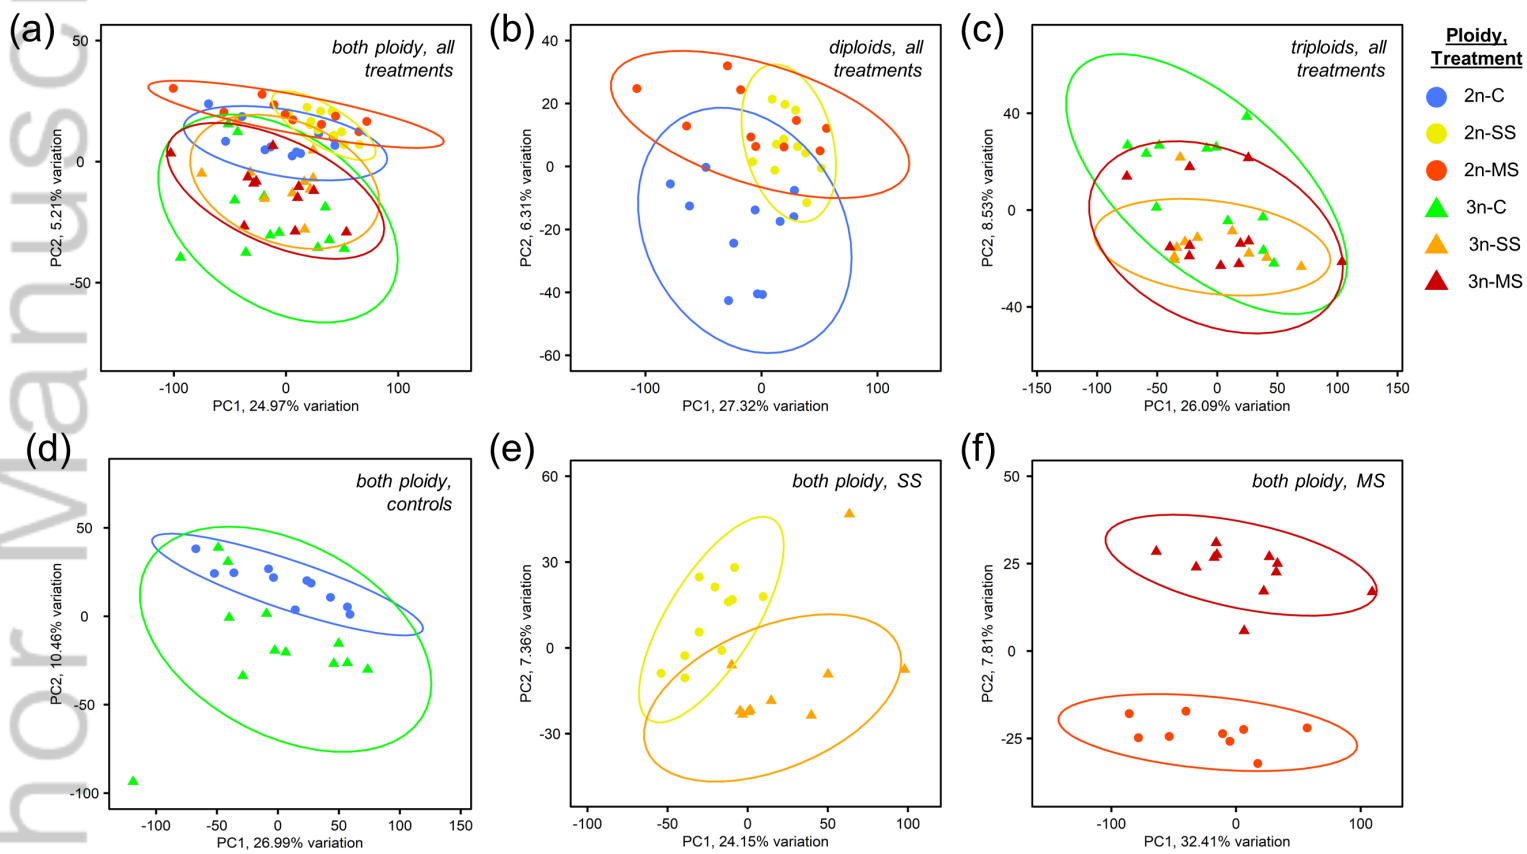 (a)
both ploidy, all
treatments
50
0
-50
PC2, 5.21% variation
-100
0
100
PC1, 24.97% variation
(b)
diploids, all
treatments
40
20
0
-20
-40
-60
PC2, 6.31% variation
-100
0
100
PC1, 27.32% variation
(c)
triploids, all
treatments
40
0
-40
PC2, 8.53% variation
-150
-100
-50
0
50
100
150
PC1, 26.09% variation
Ploidy,
Treatment
2n-C
2n-SS
2n-MS
3n-C
3n-SS
3n-MS
(d)
both ploidy,
controls
50
0
-50
-100
PC2, 10.46% variation
-100
-50
0
50
100
150
PC1, 26.99% variation
(e)
both ploidy, SS
60
30
0
-30
PC2, 7.36% variation
-100
-50
0
50
100
PC1, 24.15% variation
(f)
both ploidy, MS
50
25
0
-25
PC2, 7.81% variation
-100
0
100
PC1, 32.41% variation
hor Manusc